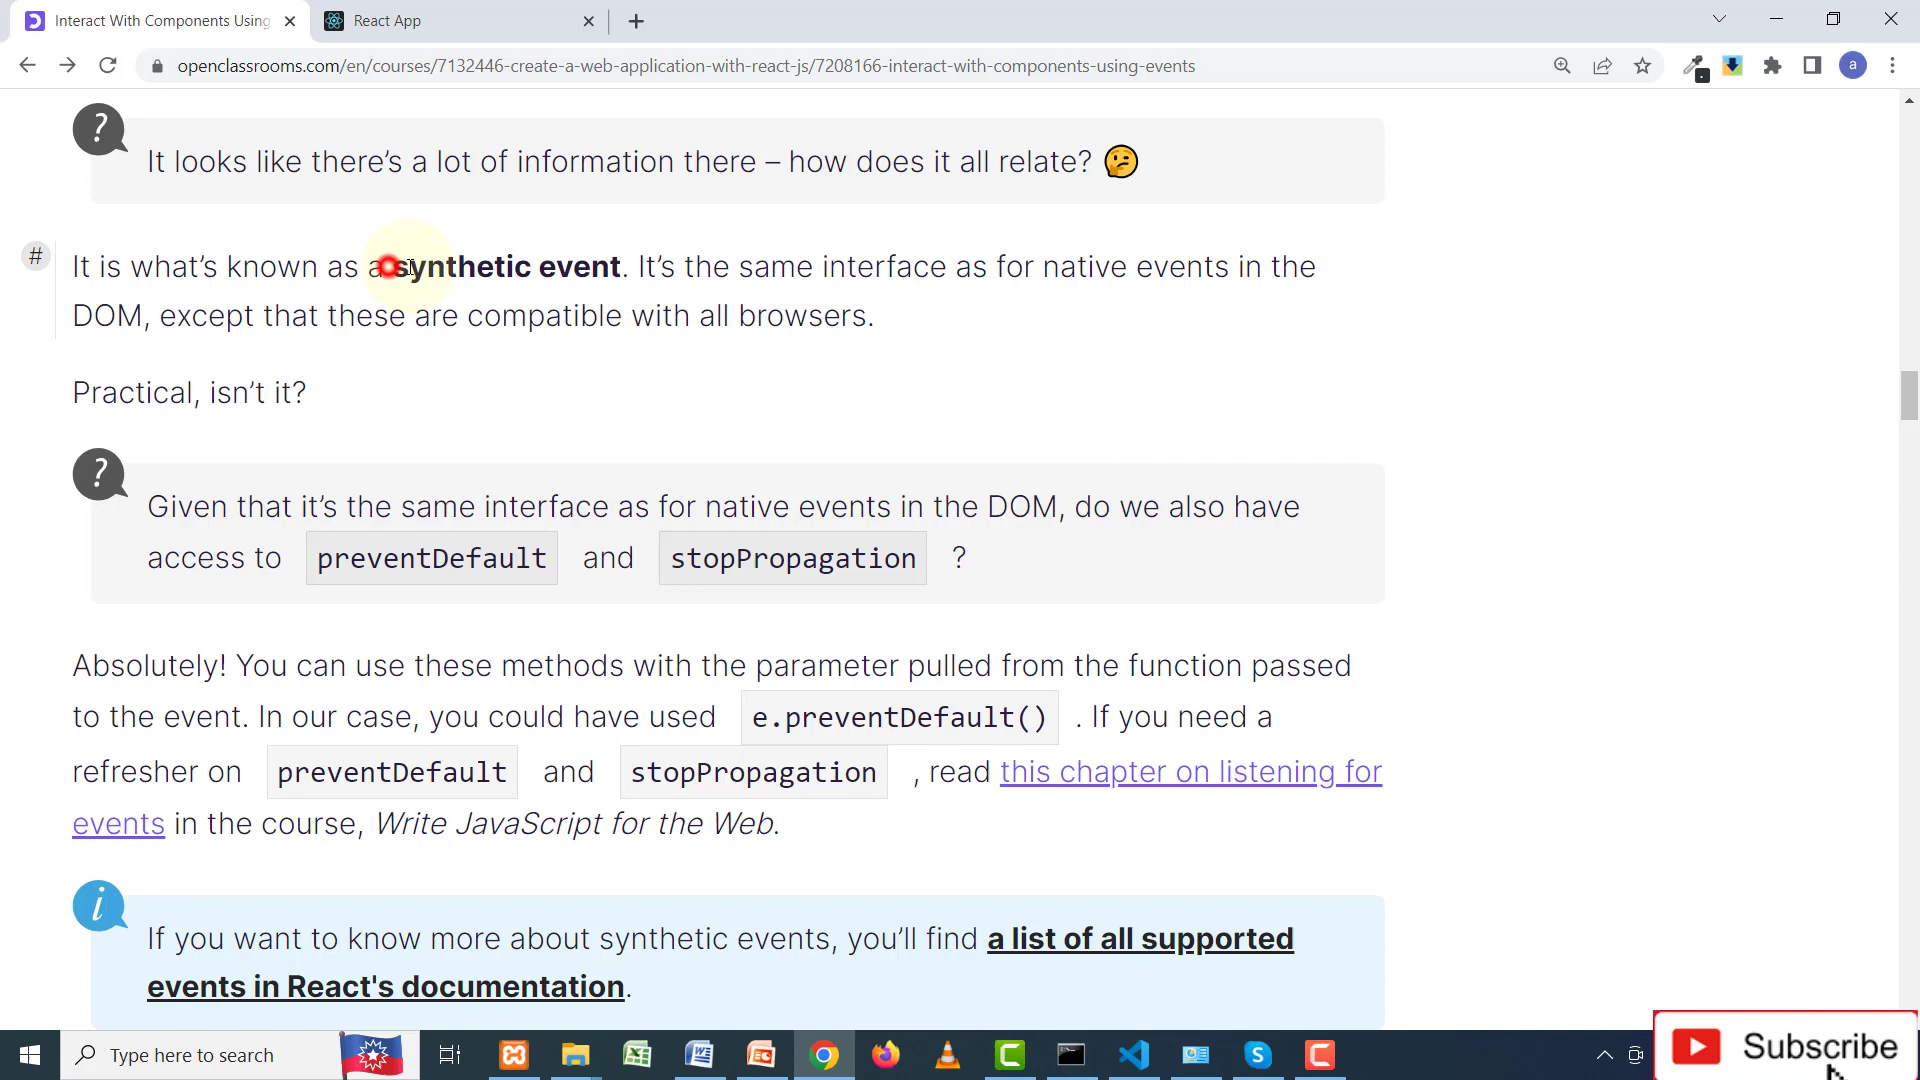 Interact With Components Using
React App
openclassrooms.com/en/courses/7132446-create-a-web-application-with-react-js/7208166-interact-with-components-using-events
a
?
It looks like there's a lot of information there – how does it all relate? 🤔
#
It is what's known as a synthetic event. It's the same interface as for native events in the
DOM, except that these are compatible with all browsers.
Practical, isn't it?
?
Given that it's the same interface as for native events in the DOM, do we also have
access to preventDefault and stopPropagation ?
Absolutely! You can use these methods with the parameter pulled from the function passed
to the event. In our case, you could have used e.preventDefault() . If you need a
refresher on preventDefault and stopPropagation , read this chapter on listening for
events in the course, Write JavaScript for the Web.
i
If you want to know more about synthetic events, you'll find a list of all supported
events in React's documentation.
Type here to search
Subscribe